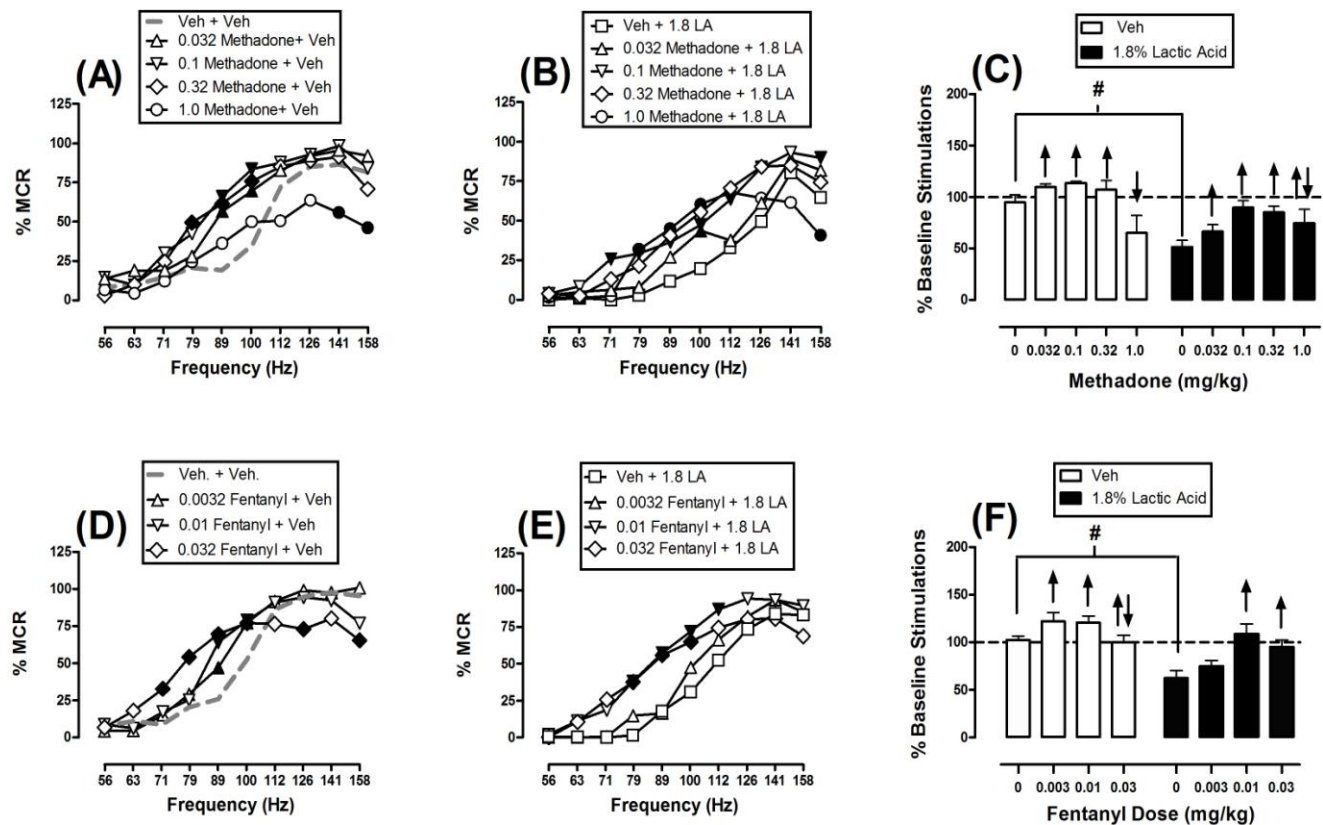 (A)
Veh + Veh
0.032 Methadone+ Veh
0.1 Methadone + Veh
0.32 Methadone + Veh
1.0 Methadone+ Veh
% MCR
125
100
75
50
25
0
56 63 71 79 89 100 112 126 141 158
Frequency (Hz)
(B)
Veh + 1.8 LA
0.032 Methadone + 1.8 LA
0.1 Methadone + 1.8 LA
0.32 Methadone + 1.8 LA
1.0 Methadone + 1.8 LA
% MCR
125
100
75
50
25
0
56 63 71 79 89 100 112 126 141 158
Frequency (Hz)
(C)
Veh
1.8% Lactic Acid
#
% Baseline Stimulations
200
150
100
50
0
0 0.032 0.1 0.32 1.0 0 0.032 0.1 0.32 1.0
Methadone (mg/kg)
(D)
Veh. + Veh.
0.0032 Fentanyl + Veh
0.01 Fentanyl + Veh
0.032 Fentanyl + Veh
% MCR
125
100
75
50
25
0
56 63 71 79 89 100 112 126 141 158
Frequency (Hz)
(E)
Veh + 1.8 LA
0.0032 Fentanyl + 1.8 LA
0.01 Fentanyl + 1.8 LA
0.032 Fentanyl + 1.8 LA
% MCR
125
100
75
50
25
0
56 63 71 79 89 100 112 126 141 158
Frequency (Hz)
(F)
Veh
1.8% Lactic Acid
#
% Baseline Stimulations
200
150
100
50
0
0 0.003 0.01 0.03 0 0.003 0.01 0.03
Fentanyl Dose (mg/kg)